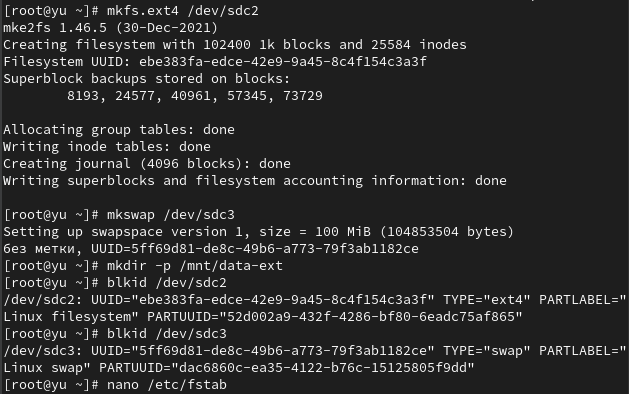 [root@yu ~]# mkfs.ext4 /dev/sdc2
mke2fs 1.46.5 (30-Dec-2021)
Creating filesystem with 102400 1k blocks and 25584 inodes
Filesystem UUID: ebe383fa-edce-42e9-9a45-8c4f154c3a3f
Superblock backups stored on blocks:
        8193, 24577, 40961, 57345, 73729

Allocating group tables: done
Writing inode tables: done
Creating journal (4096 blocks): done
Writing superblocks and filesystem accounting information: done

[root@yu ~]# mkswap /dev/sdc3
Setting up swapspace version 1, size = 100 MiB (104853504 bytes)
без метки, UUID=5ff69d81-de8c-49b6-a773-79f3ab1182ce
[root@yu ~]# mkdir -p /mnt/data-ext
[root@yu ~]# blkid /dev/sdc2
/dev/sdc2: UUID="ebe383fa-edce-42e9-9a45-8c4f154c3a3f" TYPE="ext4" PARTLABEL="
Linux filesystem" PARTUUID="52d002a9-432f-4286-bf80-6eadc75af865"
[root@yu ~]# blkid /dev/sdc3
/dev/sdc3: UUID="5ff69d81-de8c-49b6-a773-79f3ab1182ce" TYPE="swap" PARTLABEL="
Linux swap" PARTUUID="dac6860c-ea35-4122-b76c-15125805f9dd"
[root@yu ~]# nano /etc/fstab